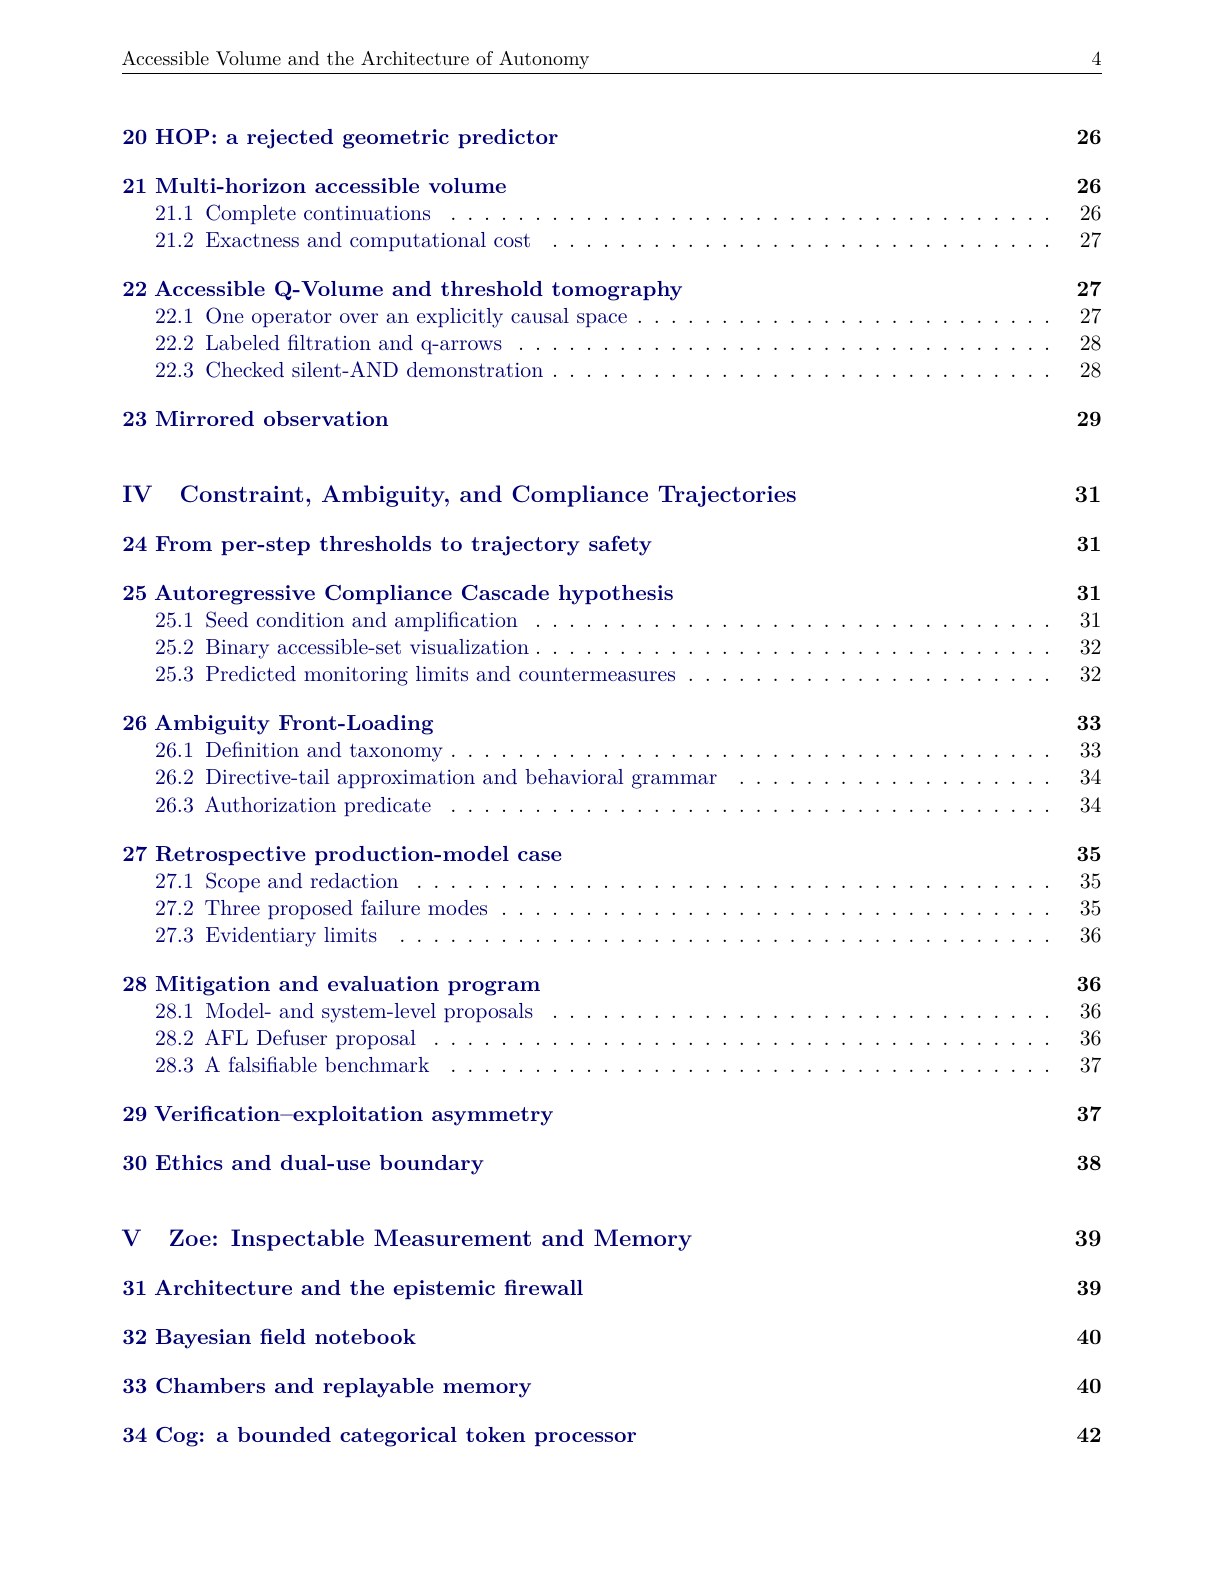 Accessible Volume and the Architecture of Autonomy 4
20 HOP: a rejected geometric predictor 26
21 Multi-horizon accessible volume 26
21.1 Complete continuations . . . . . . . . . . . . . . . . . . . . . . . . . . . . . . . . . . . . 26
21.2 Exactness and computational cost . . . . . . . . . . . . . . . . . . . . . . . . . . . . . . 27
22 Accessible Q-Volume and threshold tomography 27
22.1 One operator over an explicitly causal space . . . . . . . . . . . . . . . . . . . . . . . . . 27
22.2 Labeled filtration and q-arrows . . . . . . . . . . . . . . . . . . . . . . . . . . . . . . . . 28
22.3 Checked silent-AND demonstration . . . . . . . . . . . . . . . . . . . . . . . . . . . . . . 28
23 Mirrored observation 29
IV Constraint, Ambiguity, and Compliance Trajectories 31
24 From per-step thresholds to trajectory safety 31
25 Autoregressive Compliance Cascade hypothesis 31
25.1 Seed condition and amplification . . . . . . . . . . . . . . . . . . . . . . . . . . . . . . . 31
25.2 Binary accessible-set visualization . . . . . . . . . . . . . . . . . . . . . . . . . . . . . . . 32
25.3 Predicted monitoring limits and countermeasures . . . . . . . . . . . . . . . . . . . . . . 32
26 Ambiguity Front-Loading 33
26.1 Definition and taxonomy . . . . . . . . . . . . . . . . . . . . . . . . . . . . . . . . . . . . 33
26.2 Directive-tail approximation and behavioral grammar . . . . . . . . . . . . . . . . . . . 34
26.3 Authorization predicate . . . . . . . . . . . . . . . . . . . . . . . . . . . . . . . . . . . . 34
27 Retrospective production-model case 35
27.1 Scope and redaction . . . . . . . . . . . . . . . . . . . . . . . . . . . . . . . . . . . . . . 35
27.2 Three proposed failure modes . . . . . . . . . . . . . . . . . . . . . . . . . . . . . . . . . 35
27.3 Evidentiary limits . . . . . . . . . . . . . . . . . . . . . . . . . . . . . . . . . . . . . . . 36
28 Mitigation and evaluation program 36
28.1 Model- and system-level proposals . . . . . . . . . . . . . . . . . . . . . . . . . . . . . . 36
28.2 AFL Defuser proposal . . . . . . . . . . . . . . . . . . . . . . . . . . . . . . . . . . . . . 36
28.3 A falsifiable benchmark . . . . . . . . . . . . . . . . . . . . . . . . . . . . . . . . . . . . 37
29 Verification–exploitation asymmetry 37
30 Ethics and dual-use boundary 38
V Zoe: Inspectable Measurement and Memory 39
31 Architecture and the epistemic firewall 39
32 Bayesian field notebook 40
33 Chambers and replayable memory 40
34 Cog: a bounded categorical token processor 42